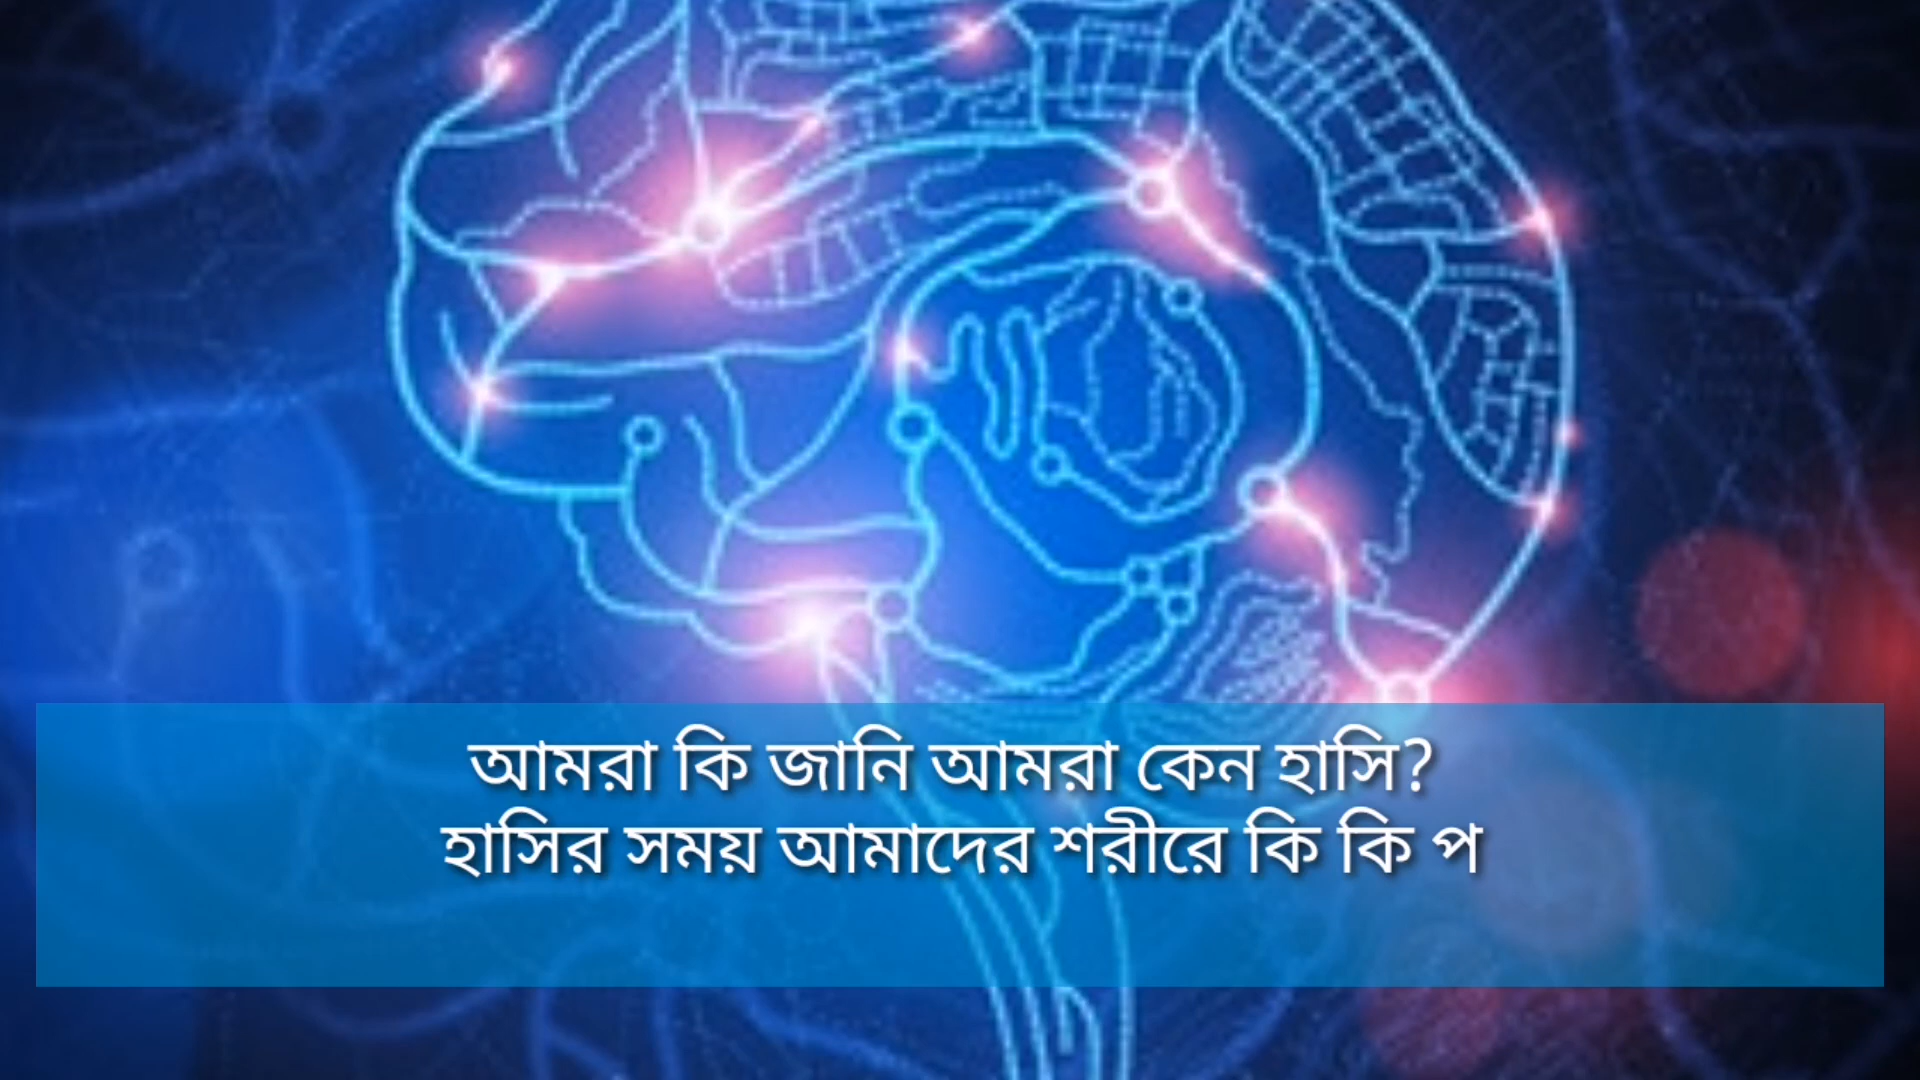 আমরা কি জানি আমরা কেন হাসি?
হাসির সময় আমাদের শরীরে কি কি প